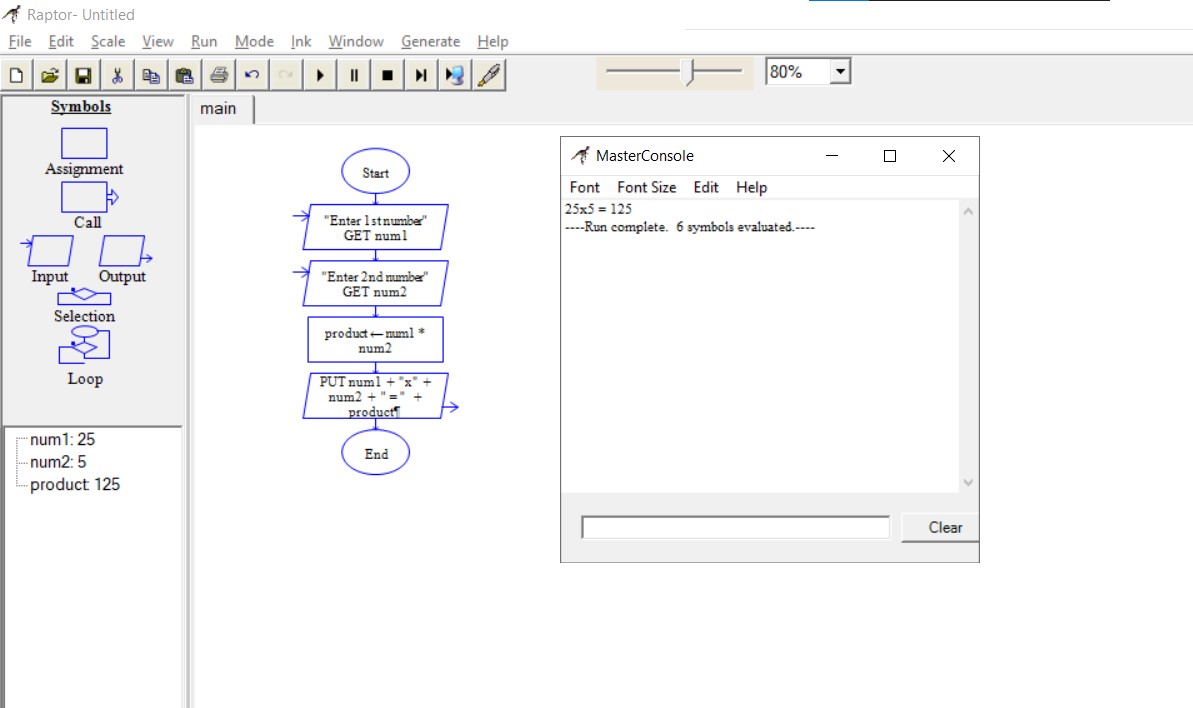 Raptor- Untitled
File Edit Scale View Run Mode Ink Window Generate Help
80%
Symbols
Assignment
Call
Input Output
Selection
Loop
num1: 25
num2: 5
product: 125
main
Start
"Enter 1st number"
GET num1
"Enter 2nd number"
GET num2
product ← num1 *
num2
PUT num1 + "x" +
num2 + " = " +
product¶
End
MasterConsole
Font Font Size Edit Help
25x5 = 125
----Run complete. 6 symbols evaluated.----
Clear